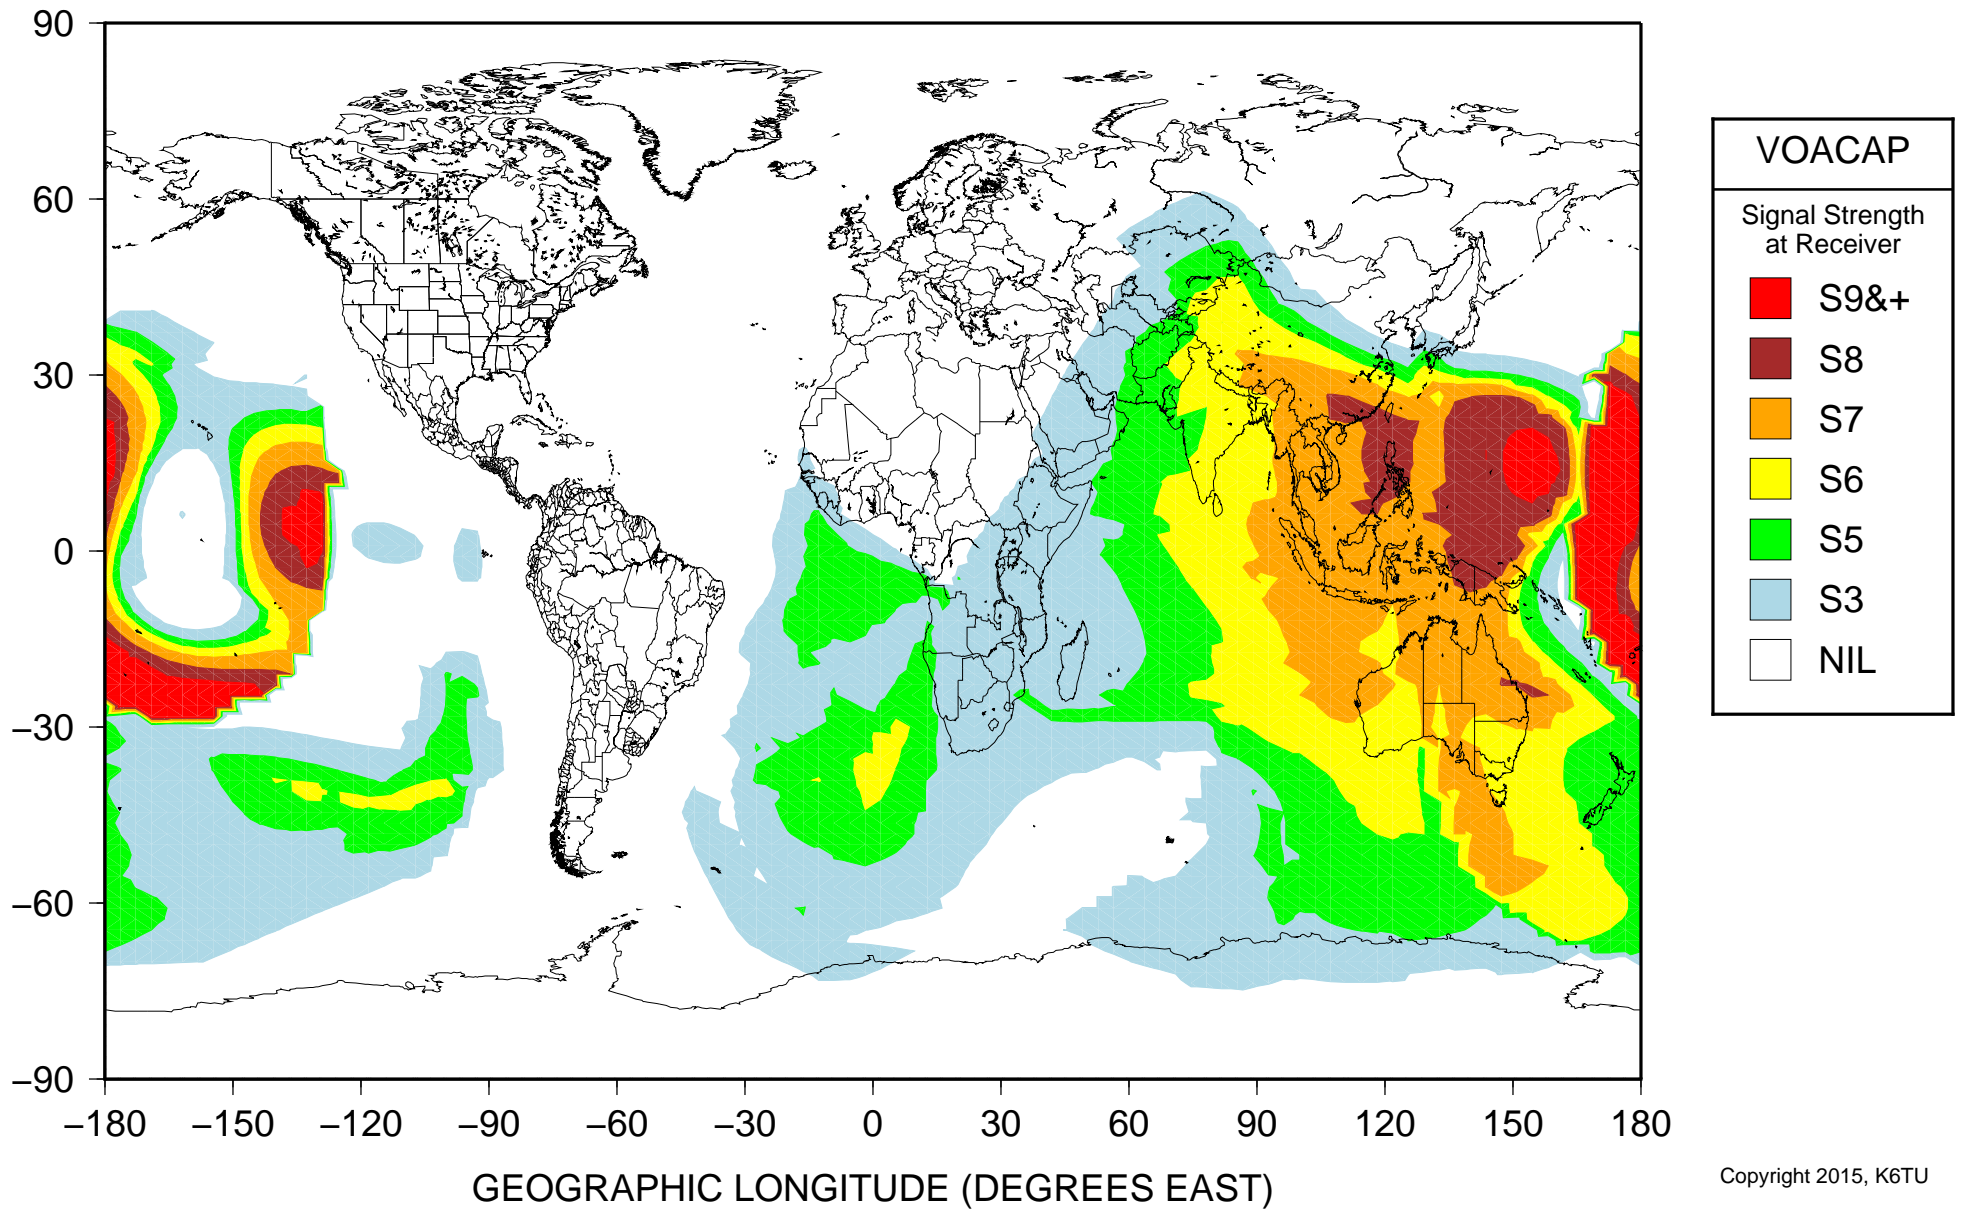 90
60
30
0
−30
−60
−90
−180 −150 −120 −90 −60 −30 0 30 60 90 120 150 180
GEOGRAPHIC LONGITUDE (DEGREES EAST)
VOACAP
Signal Strength
at Receiver
S9&+
S8
S7
S6
S5
S3
NIL
Copyright 2015, K6TU